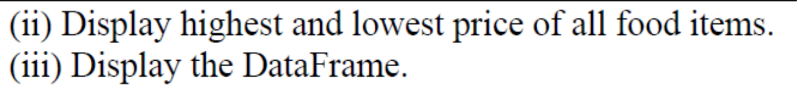 (ii) Display highest and lowest price of all food items.
(iii) Display the DataFrame.